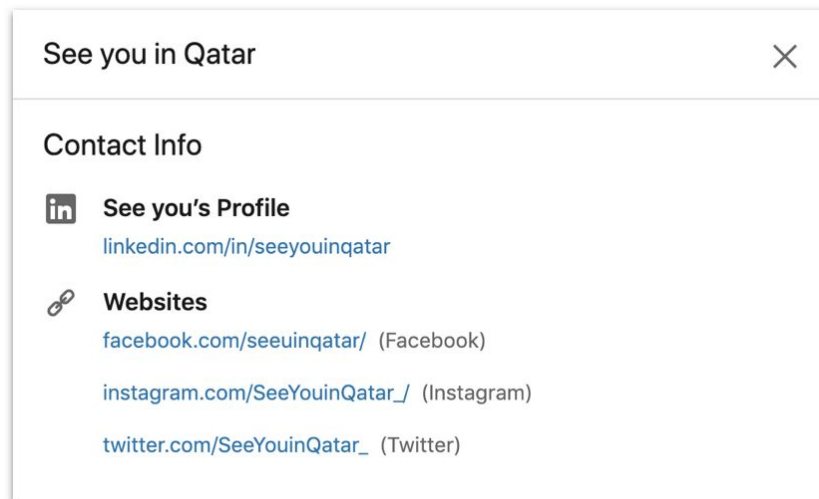 See you in Qatar
Contact Info
in See you's Profile
linkedin.com/in/seeyouinqatar
Websites
facebook.com/seeuinqatar/ (Facebook)
instagram.com/SeeYouinQatar_/ (Instagram)
twitter.com/SeeYouinQatar_ (Twitter)